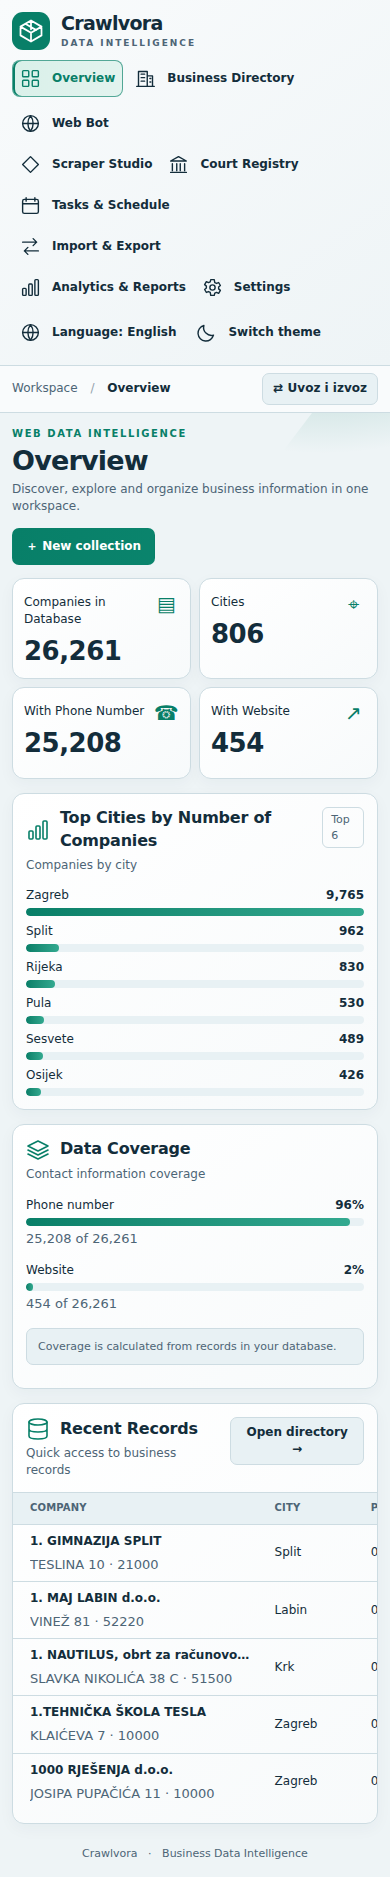 Crawlvora
DATA INTELLIGENCE
Overview
Business Directory
Web Bot
Scraper Studio
Court Registry
Tasks & Schedule
Import & Export
Analytics & Reports
Settings
Language: English
Switch theme
Workspace / Overview
⇄ Uvoz i izvoz
WEB DATA INTELLIGENCE
Overview
Discover, explore and organize business information in one
workspace.
+ New collection
Companies in
Database
26,261
Cities
806
With Phone Number
25,208
With Website
454
Top Cities by Number of
Companies
Top
6
Companies by city
Zagreb 9,765
Split 962
Rijeka 830
Pula 530
Sesvete 489
Osijek 426
Data Coverage
Contact information coverage
Phone number 96%
25,208 of 26,261
Website 2%
454 of 26,261
Coverage is calculated from records in your database.
Recent Records
Quick access to business
records
Open directory
→
COMPANY CITY P
1. GIMNAZIJA SPLIT
TESLINA 10 · 21000
Split 0
1. MAJ LABIN d.o.o.
VINEŽ 81 · 52220
Labin 0
1. NAUTILUS, obrt za računovo…
SLAVKA NIKOLIĆA 38 C · 51500
Krk 0
1.TEHNIČKA ŠKOLA TESLA
KLAIĆEVA 7 · 10000
Zagreb 0
1000 RJEŠENJA d.o.o.
JOSIPA PUPAČIĆA 11 · 10000
Zagreb 0
Crawlvora · Business Data Intelligence